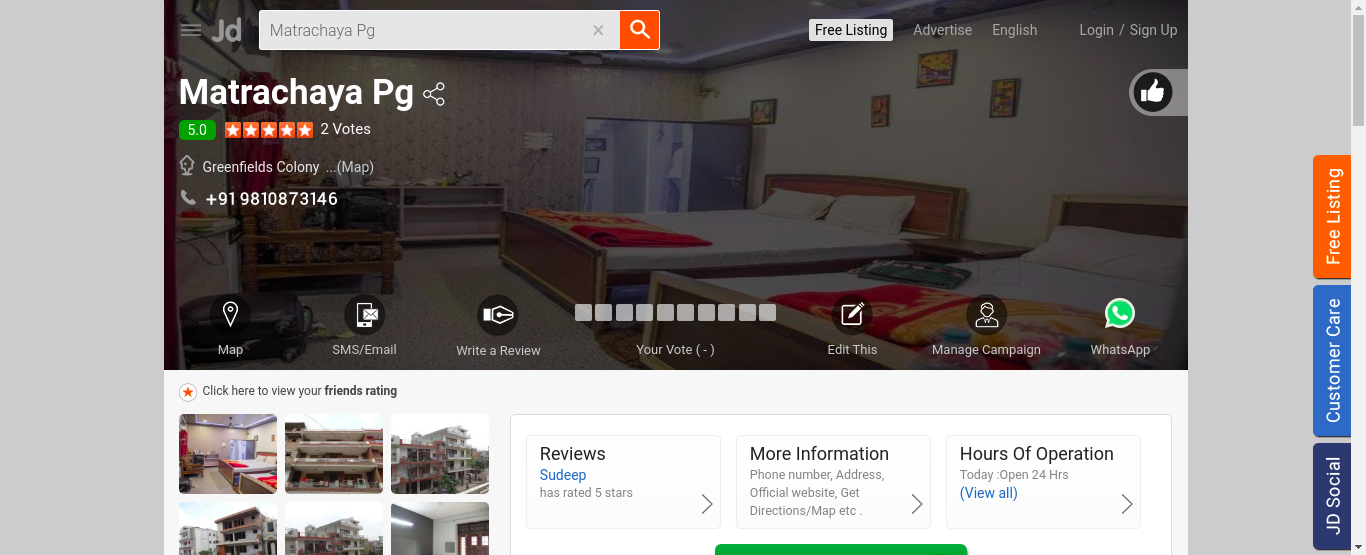 Jd
Matrachaya Pg
Free Listing
Advertise
English
Login / Sign Up
Matrachaya Pg
5.0 2 Votes
Greenfields Colony ...(Map)
+91 9810873146
Map
SMS/Email
Write a Review
Your Vote ( - )
Edit This
Manage Campaign
WhatsApp
Click here to view your friends rating
Reviews
Sudeep
has rated 5 stars
More Information
Phone number, Address,
Official website, Get
Directions/Map etc .
Hours Of Operation
Today :Open 24 Hrs
(View all)
Free Listing
Customer Care
JD Social